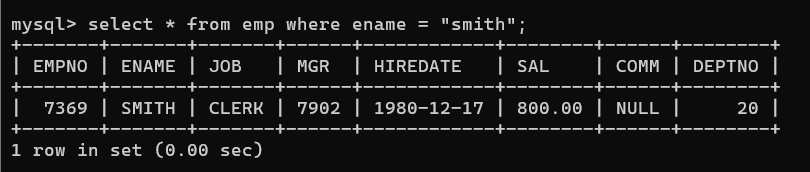 mysql> select * from emp where ename = "smith";
+-------+-------+-------+------+------------+--------+------+--------+
| EMPNO | ENAME | JOB   | MGR  | HIREDATE   | SAL    | COMM | DEPTNO |
+-------+-------+-------+------+------------+--------+------+--------+
|  7369 | SMITH | CLERK | 7902 | 1980-12-17 | 800.00 | NULL |     20 |
+-------+-------+-------+------+------------+--------+------+--------+
1 row in set (0.00 sec)